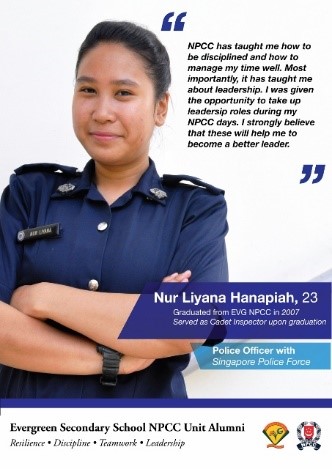 “
NPCC has taught me how to
be disciplined and how to
manage my time well. Most
importantly, it has taught me
about leadership. I was given
the opportunity to take up
leadersip roles during my
NPCC days. I strongly believe
that these will help me to
become a better leader.
”
NUR LIYANA
Nur Liyana Hanapiah, 23
Graduated from EVG NPCC in 2007
Served as Cadet Inspector upon graduation
Police Officer with
Singapore Police Force
Evergreen Secondary School NPCC Unit Alumni
Resilience • Discipline • Teamwork • Leadership
NPCC